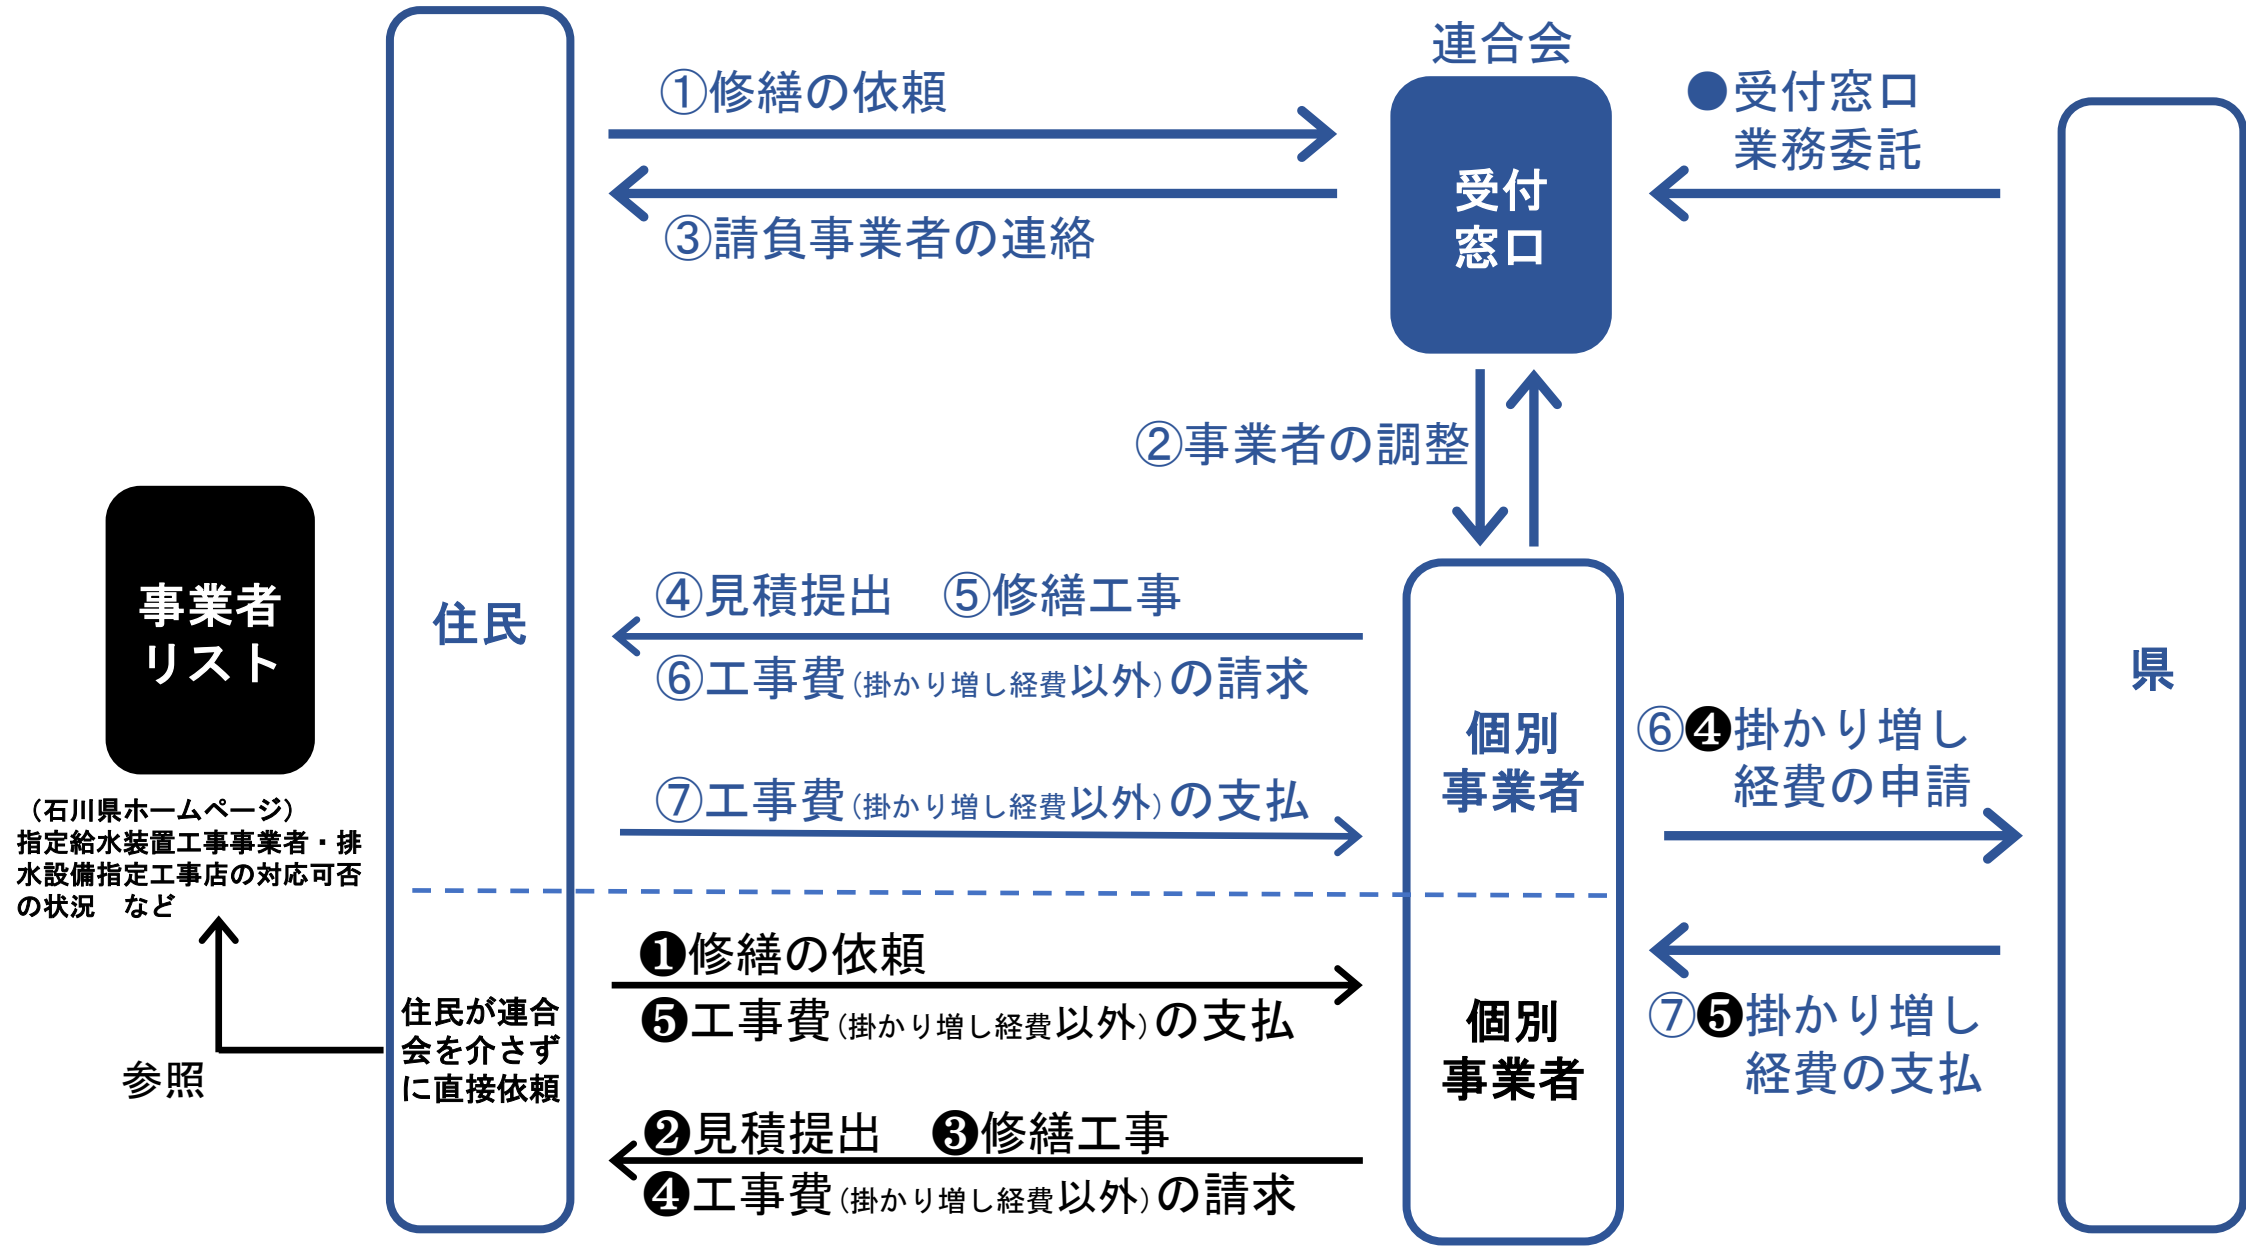 連合会
①修繕の依頼
●受付窓口
業務委託
受付
窓口
③請負事業者の連絡
②事業者の調整
事業者
リスト
住民
④見積提出　⑤修繕工事
⑥工事費(掛かり増し経費以外)の請求
県
個別
事業者
⑥❹掛かり増し
経費の申請
⑦工事費(掛かり増し経費以外)の支払
（石川県ホームページ）
指定給水装置工事事業者・排
水設備指定工事店の対応可否
の状況　など
❶修繕の依頼
❺工事費(掛かり増し経費以外)の支払
住民が連合
会を介さず
に直接依頼
個別
事業者
⑦❺掛かり増し
経費の支払
参照
❷見積提出　❸修繕工事
❹工事費(掛かり増し経費以外)の請求